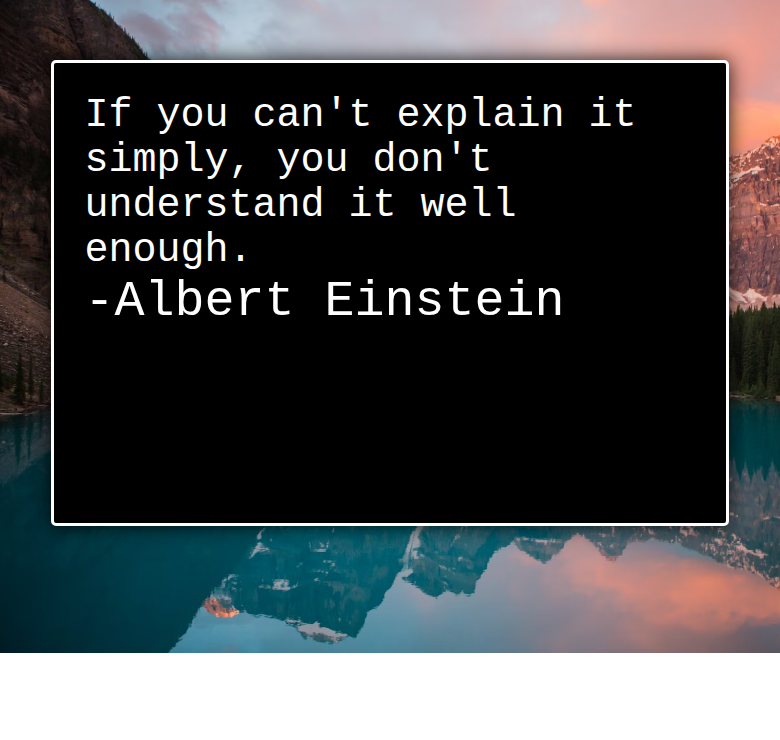 If you can't explain it
simply, you don't
understand it well
enough.
-Albert Einstein